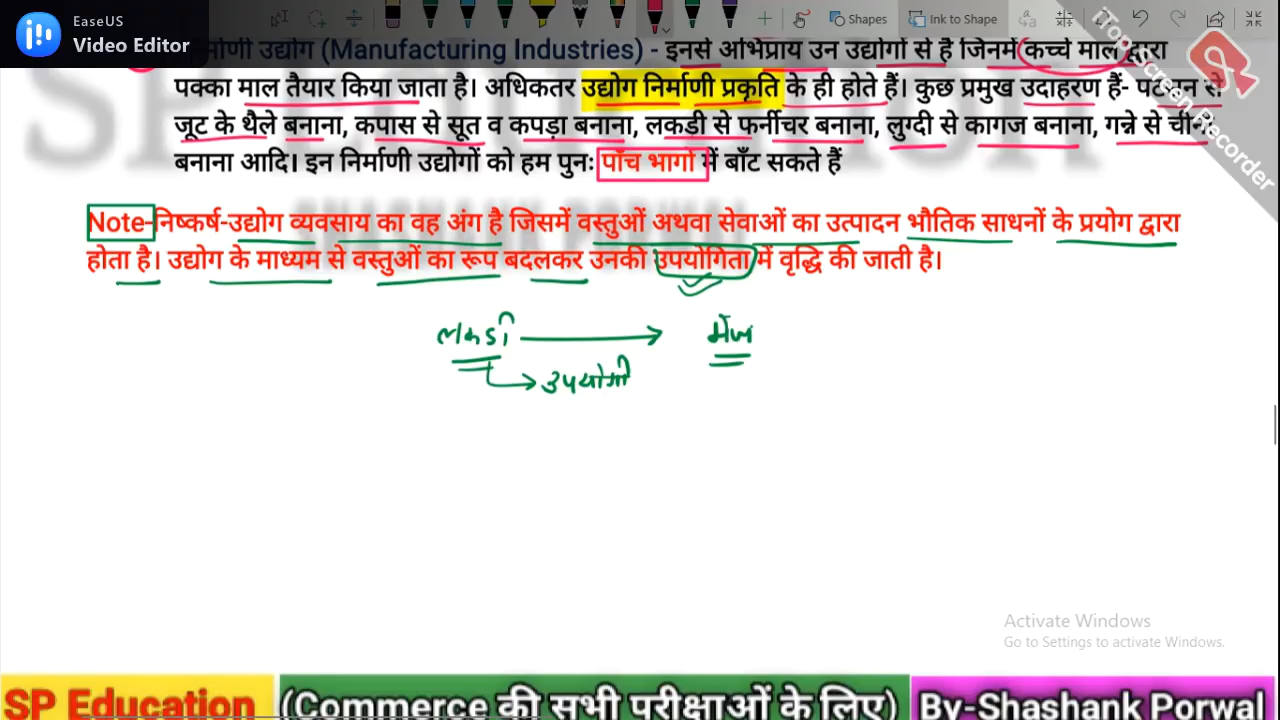 EaseUS
Video Editor
Shapes
Ink to Shape
iTop Screen Recorder
उद्योग (Manufacturing Industries) - इनसे अभिप्राय उन उद्योगों से है जिनमें कच्चे माल द्वारा
पक्का माल तैयार किया जाता है। अधिकतर उद्योग निर्माणी प्रकृति के ही होते हैं। कुछ प्रमुख उदाहरण हैं- पटसन से
जूट के थैले बनाना, कपास से सूत व कपड़ा बनाना, लकडी से फर्नीचर बनाना, लुग्दी से कागज बनाना, गन्ने से चीनी
बनाना आदि। इन निर्माणी उद्योगों को हम पुनः पाँच भागो में बाँट सकते हैं
Note-निष्कर्ष-उद्योग व्यवसाय का वह अंग है जिसमें वस्तुओं अथवा सेवाओं का उत्पादन भौतिक साधनों के प्रयोग द्वारा
होता है। उद्योग के माध्यम से वस्तुओं का रूप बदलकर उनकी उपयोगिता में वृद्धि की जाती है।
लकडी → मेज
→ उपयोगी
Activate Windows
Go to Settings to activate Windows.
SP Education (Commerce की सभी परीक्षाओं के लिए) By-Shashank Porwal